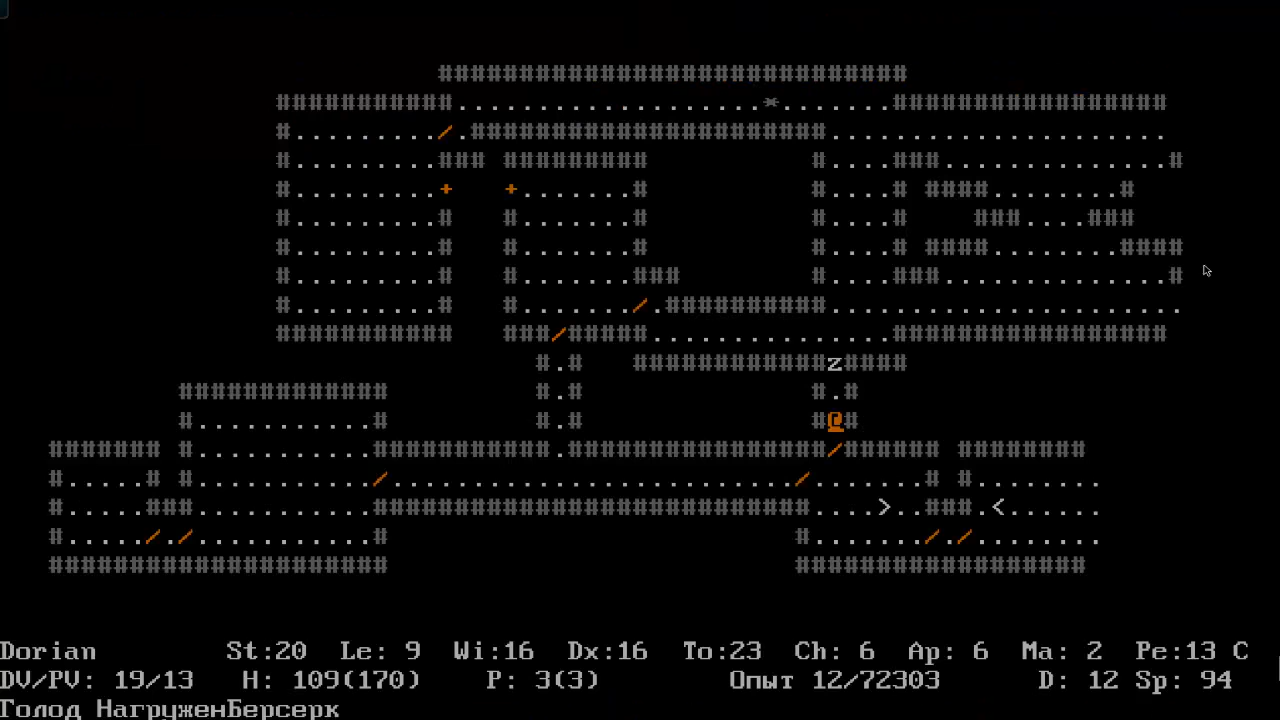 Dorian St:20 Le: 9 Wi:16 Dx:16 To:23 Ch: 6 Ap: 6 Ma: 2 Pe:13 C
DV/PV: 19/13 H: 109(170) P: 3(3) Опыт 12/72303 D: 12 Sp: 94
Голод НагруженБерсерк